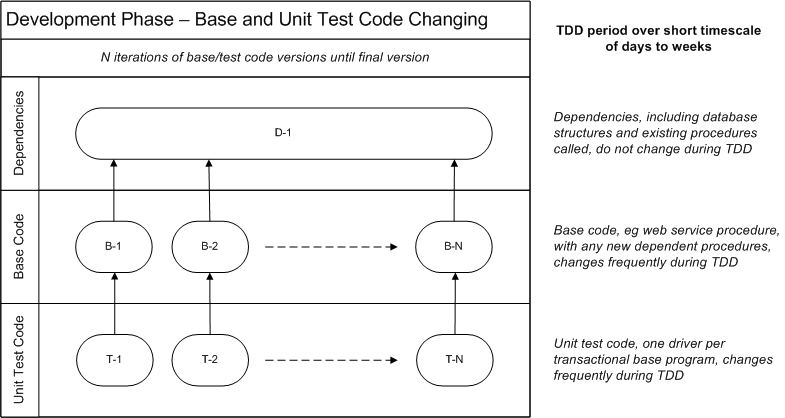 Development Phase – Base and Unit Test Code Changing
N iterations of base/test code versions until final version
TDD period over short timescale
of days to weeks
Dependencies
D-1
Dependencies, including database
structures and existing procedures
called, do not change during TDD
Base Code
B-1
B-2
B-N
Base code, eg web service procedure,
with any new dependent procedures,
changes frequently during TDD
Unit Test Code
T-1
T-2
T-N
Unit test code, one driver per
transactional base program, changes
frequently during TDD